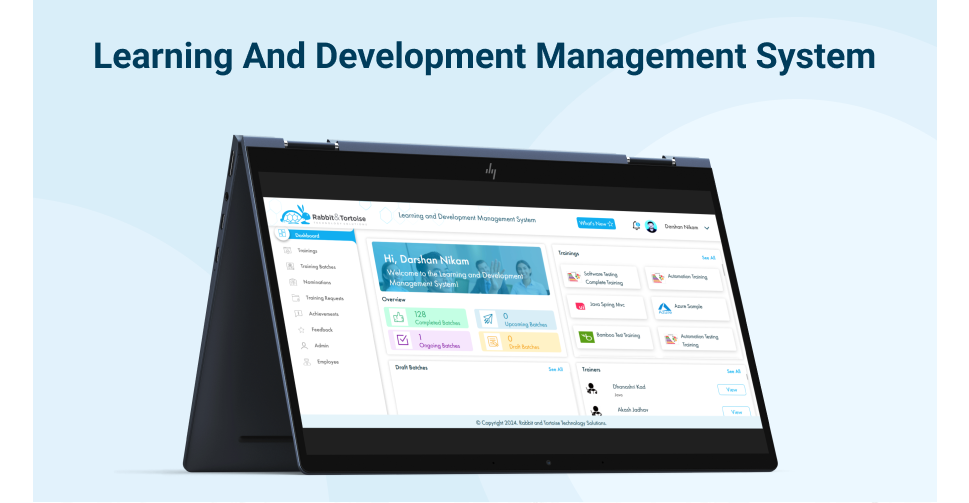 Learning And Development Management System
hp
Rabbit&Tortoise
Learning and Development Management System
What's New
Darshan Nikam
Dashboard
Trainings
Training Batches
Nominations
Training Requests
Achievements
Feedback
Admin
Employee
Hi, Darshan Nikam
Welcome to the Learning and Development
Management System!
Overview
128
Completed Batches
0
Upcoming Batches
1
Ongoing Batches
0
Draft Batches
Trainings
See All
Software Testing
Complete Training
Automation Training
Java Spring Mvc
Azure Sample
Bamboo Test Training
Automation Testing
Training
Draft Batches
See All
Trainers
See All
Dhanashri Kad
Java
View
Akash Jadhav
View
© Copyright 2024, Rabbit and Tortoise Technology Solutions.